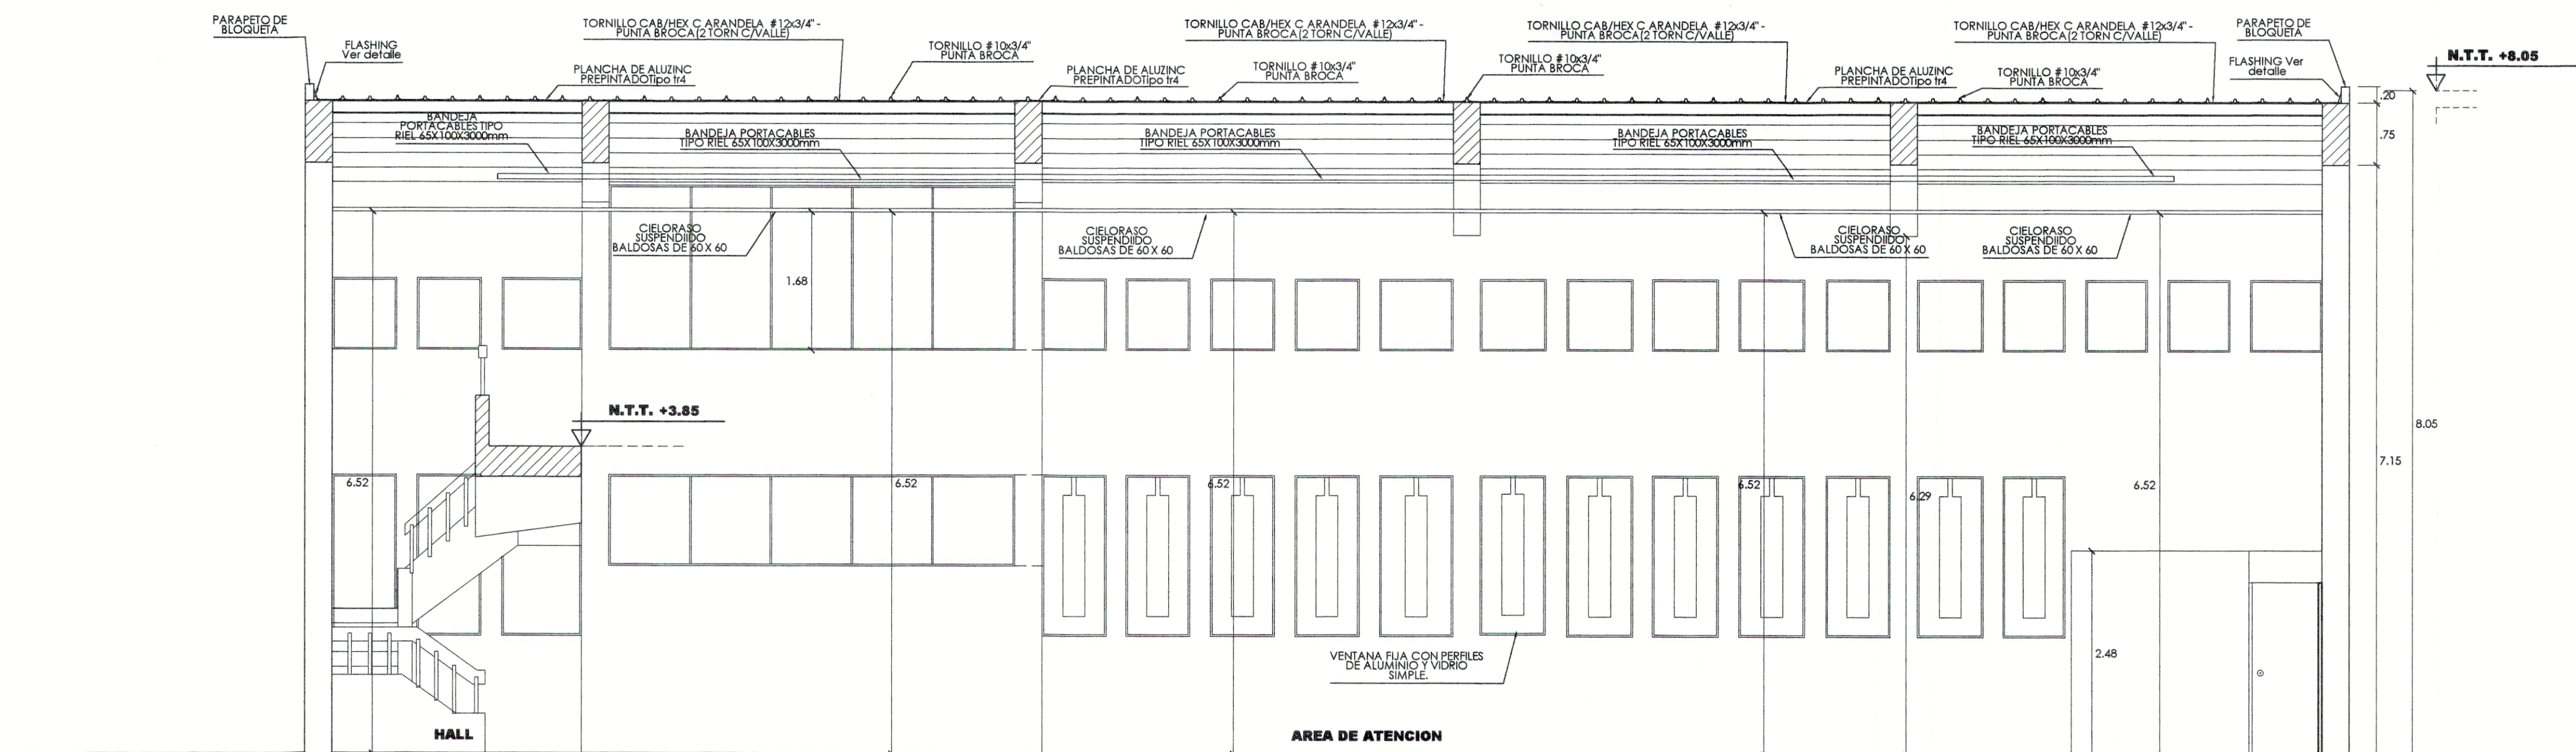 PARAPETO DE
BLOQUETA
FLASHING
Ver detalle
TORNILLO CAB/HEX C ARANDELA #12x3/4" -
PUNTA BROCA(2 TORN C/VALLE)
PLANCHA DE ALUZINC
PREPINTADOTipo tr4
TORNILLO #10x3/4"
PUNTA BROCA
PLANCHA DE ALUZINC
PREPINTADOTipo tr4
TORNILLO CAB/HEX C ARANDELA #12x3/4" -
PUNTA BROCA(2 TORN C/VALLE)
TORNILLO #10x3/4"
PUNTA BROCA
TORNILLO #10x3/4"
PUNTA BROCA
TORNILLO CAB/HEX C ARANDELA #12x3/4" -
PUNTA BROCA(2 TORN C/VALLE)
PLANCHA DE ALUZINC
PREPINTADOTipo tr4
TORNILLO CAB/HEX C ARANDELA #12x3/4" -
PUNTA BROCA(2 TORN C/VALLE)
TORNILLO #10x3/4"
PUNTA BROCA
PARAPETO DE
BLOQUETA
FLASHING Ver
detalle
N.T.T. +8.05
.20
.75
BANDEJA
PORTACABLES TIPO
RIEL 65X100X3000mm
BANDEJA PORTACABLES
TIPO RIEL 65X100X3000mm
BANDEJA PORTACABLES
TIPO RIEL 65X100X3000mm
BANDEJA PORTACABLES
TIPO RIEL 65X100X3000mm
BANDEJA PORTACABLES
TIPO RIEL 65X100X3000mm
CIELORASO
SUSPENDIIDO
BALDOSAS DE 60 X 60
CIELORASO
SUSPENDIIDO
BALDOSAS DE 60 X 60
CIELORASO
SUSPENDIIDO
BALDOSAS DE 60 X 60
CIELORASO
SUSPENDIIDO
BALDOSAS DE 60 X 60
1.68
N.T.T. +3.85
8.05
7.15
6.52
6.52
6.52
6.52
6.29
6.52
VENTANA FIJA CON PERFILES
DE ALUMINIO Y VIDRIO
SIMPLE.
2.48
HALL
AREA DE ATENCION